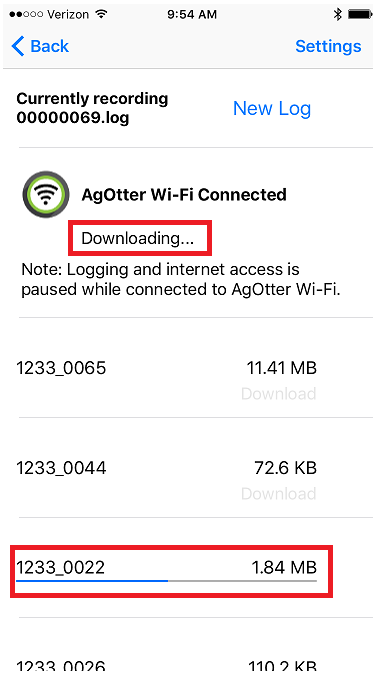 Verizon 9:54 AM
Back Settings
Currently recording
00000069.log
New Log
AgOtter Wi-Fi Connected
Downloading...
Note: Logging and internet access is
paused while connected to AgOtter Wi-Fi.
1233_0065 11.41 MB
Download
1233_0044 72.6 KB
Download
1233_0022 1.84 MB
1233_0026 110.2 KB